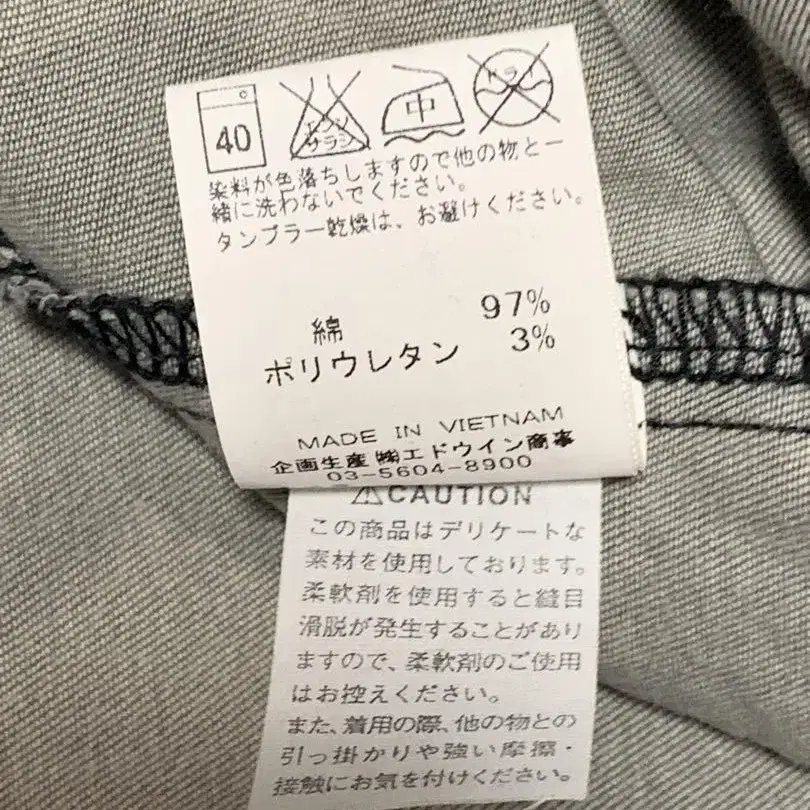 40
エンソ
サラシ
中
ドライ
染料が色落ちしますので他の物と一
緒に洗わないでください。
タンブラー乾燥は、お避けください。
綿 97%
ポリウレタン 3%
MADE IN VIETNAM
企画生産㈱エドウイン商事
03-5604-8900
⚠CAUTION
この商品はデリケートな
素材を使用しております。
柔軟剤を使用すると縫目
滑脱が発生することがあり
ますので、柔軟剤のご使用
はお控えください。
また、着用の際、他の物との
引っ掛かりや強い摩擦・
接触にお気を付けください。